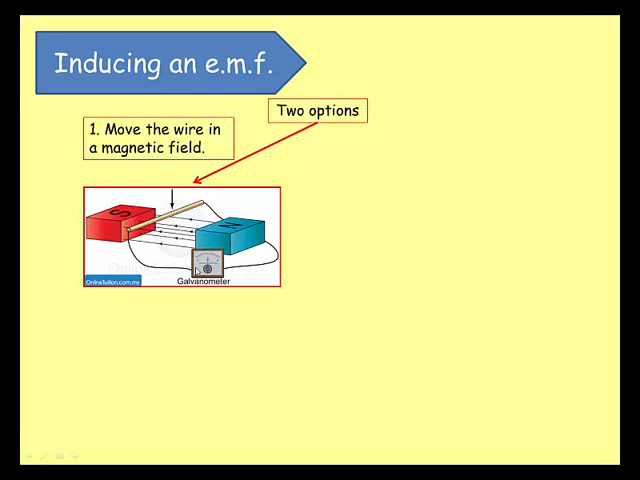 Inducing an e.m.f.
Two options
1. Move the wire in
a magnetic field.
S
N
Galvanometer
OnlineTuition.com.my